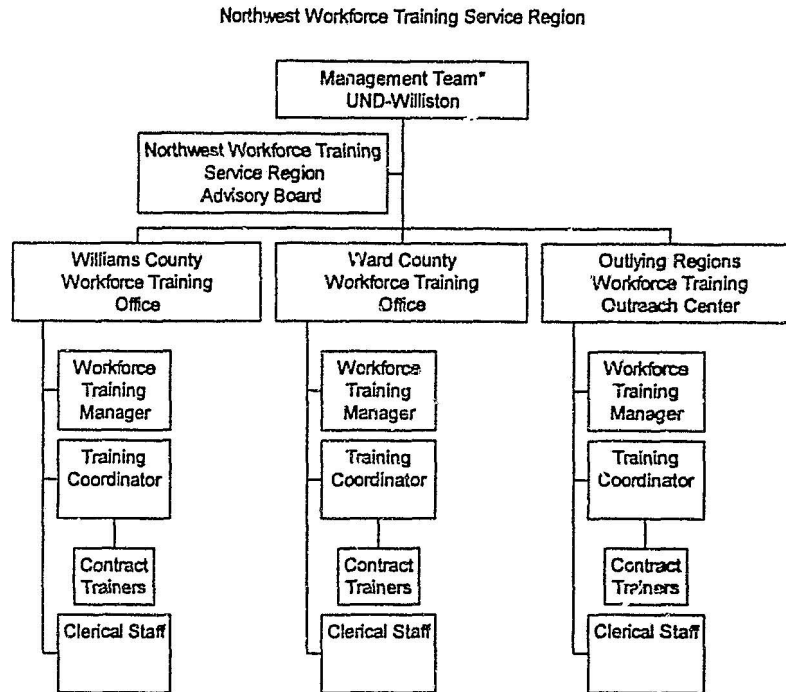 Northwest Workforce Training Service Region
Management Team*
UND-Williston
Northwest Workforce Training
Service Region
Advisory Board
Williams County
Workforce Training
Office
Ward County
Workforce Training
Office
Outlying Regions
Workforce Training
Outreach Center
Workforce
Training
Manager
Training
Coordinator
Contract
Trainers
Clerical Staff
Workforce
Training
Manager
Training
Coordinator
Contract
Trainers
Clerical Staff
Workforce
Training
Manager
Training
Coordinator
Contract
Trainers
Clerical Staff